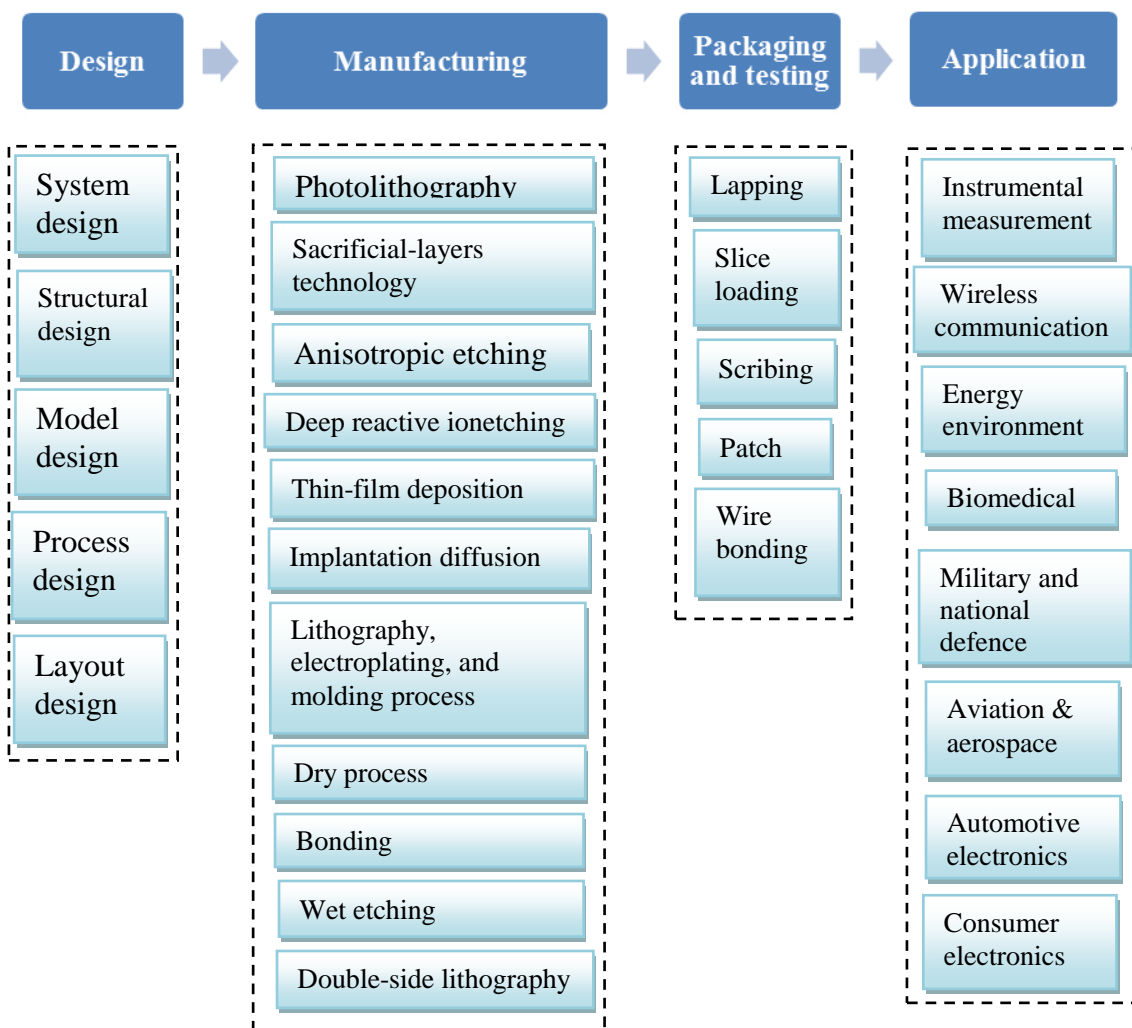 Design
Manufacturing
Packaging
and testing
Application
System
design
Structural
design
Model
design
Process
design
Layout
design
Photolithography
Sacrificial-layers
technology
Anisotropic etching
Deep reactive ionetching
Thin-film deposition
Implantation diffusion
Lithography,
electroplating, and
molding process
Dry process
Bonding
Wet etching
Double-side lithography
Lapping
Slice
loading
Scribing
Patch
Wire
bonding
Instrumental
measurement
Wireless
communication
Energy
environment
Biomedical
Military and
national
defence
Aviation &
aerospace
Automotive
electronics
Consumer
electronics